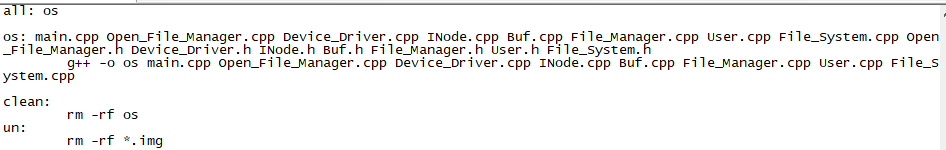 all: os
os: main.cpp Open_File_Manager.cpp Device_Driver.cpp INode.cpp Buf.cpp File_Manager.cpp User.cpp File_System.cpp Open
_File_Manager.h Device_Driver.h INode.h Buf.h File_Manager.h User.h File_System.h
g++ -o os main.cpp Open_File_Manager.cpp Device_Driver.cpp INode.cpp Buf.cpp File_Manager.cpp User.cpp File_S
ystem.cpp
clean:
rm -rf os
un:
rm -rf *.img